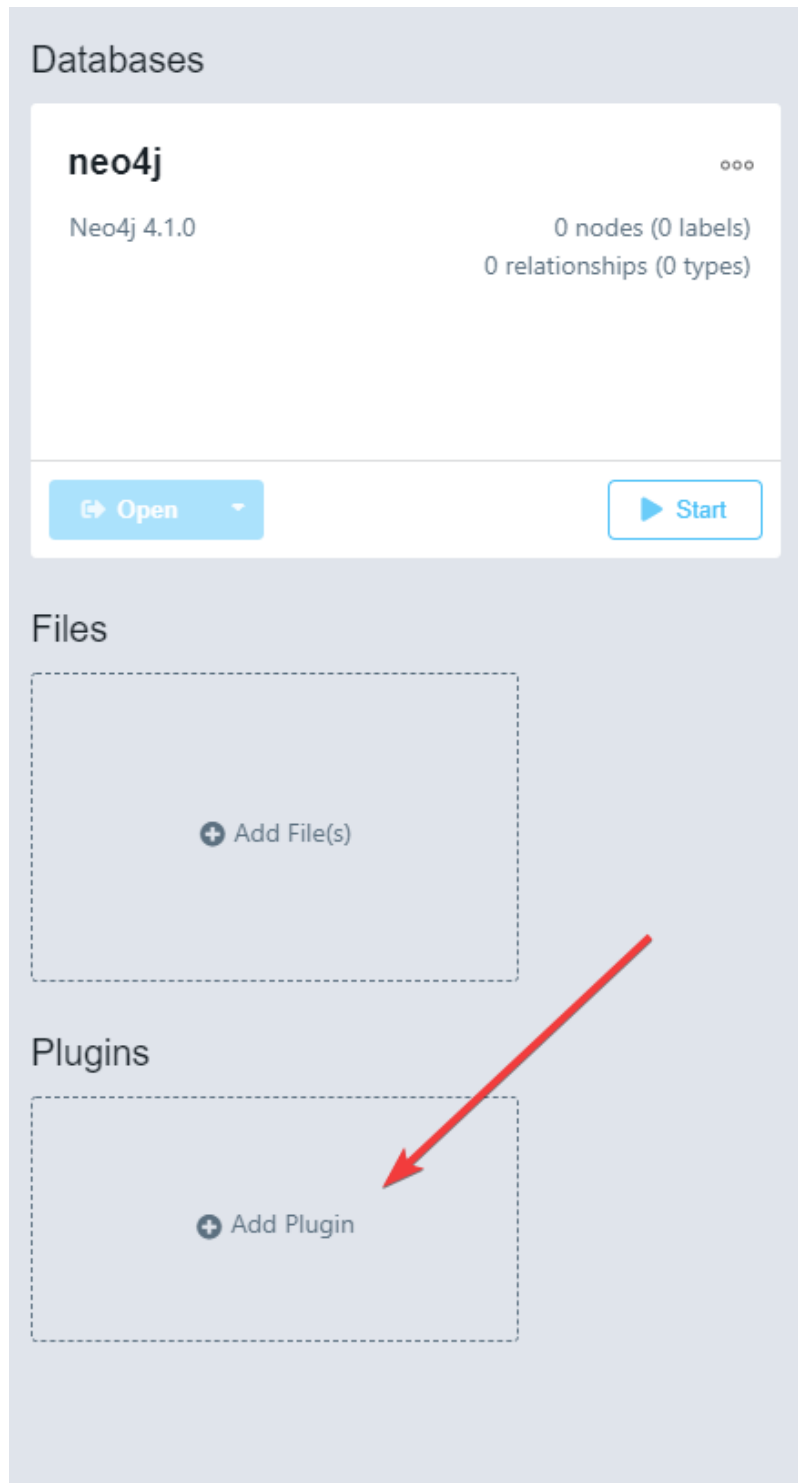 Databases
neo4j
Neo4j 4.1.0
0 nodes (0 labels)
0 relationships (0 types)
Open
Start
Files
Add File(s)
Plugins
Add Plugin